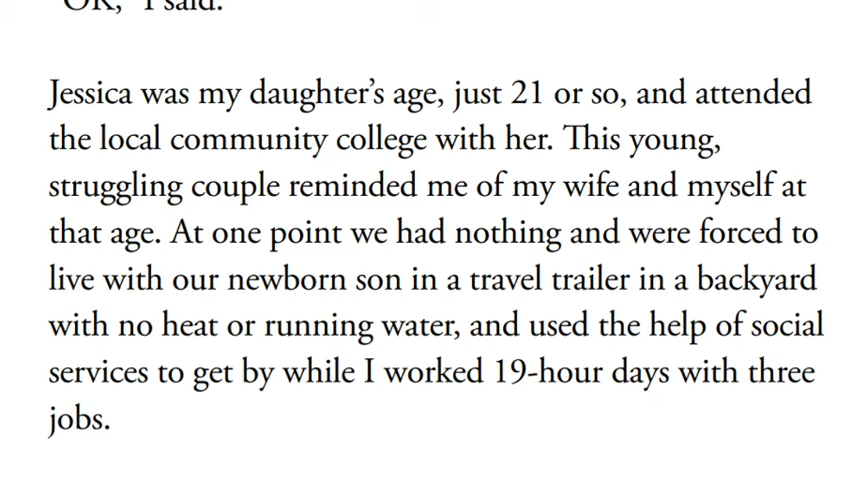 "OK," I said.
Jessica was my daughter’s age, just 21 or so, and attended
the local community college with her. This young,
struggling couple reminded me of my wife and myself at
that age. At one point we had nothing and were forced to
live with our newborn son in a travel trailer in a backyard
with no heat or running water, and used the help of social
services to get by while I worked 19-hour days with three
jobs.